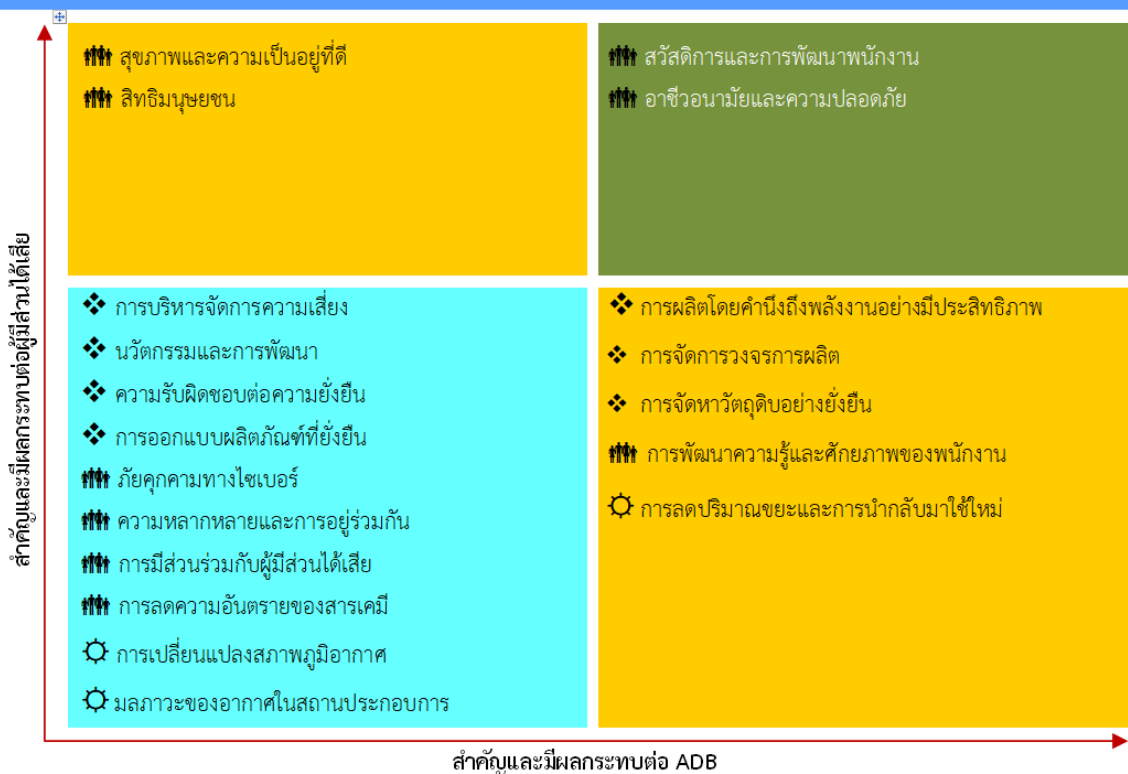 สุขภาพและความเป็นอยู่ที่ดี
สิทธิมนุษยชน
สวัสดิการและการพัฒนาพนักงาน
อาชีวอนามัยและความปลอดภัย
สำคัญและมีผลกระทบต่อผู้มีส่วนได้เสีย
การบริหารจัดการความเสี่ยง
นวัตกรรมและการพัฒนา
ความรับผิดชอบต่อความยั่งยืน
การออกแบบผลิตภัณฑ์ที่ยั่งยืน
ภัยคุกคามทางไซเบอร์
ความหลากหลายและการอยู่ร่วมกัน
การมีส่วนร่วมกับผู้มีส่วนได้เสีย
การลดความอันตรายของสารเคมี
การเปลี่ยนแปลงสภาพภูมิอากาศ
มลภาวะของอากาศในสถานประกอบการ
การผลิตโดยคำนึงถึงพลังงานอย่างมีประสิทธิภาพ
การจัดการวงจรการผลิต
การจัดหาวัตถุดิบอย่างยั่งยืน
การพัฒนาความรู้และศักยภาพของพนักงาน
การลดปริมาณขยะและการนำกลับมาใช้ใหม่
สำคัญและมีผลกระทบต่อ ADB